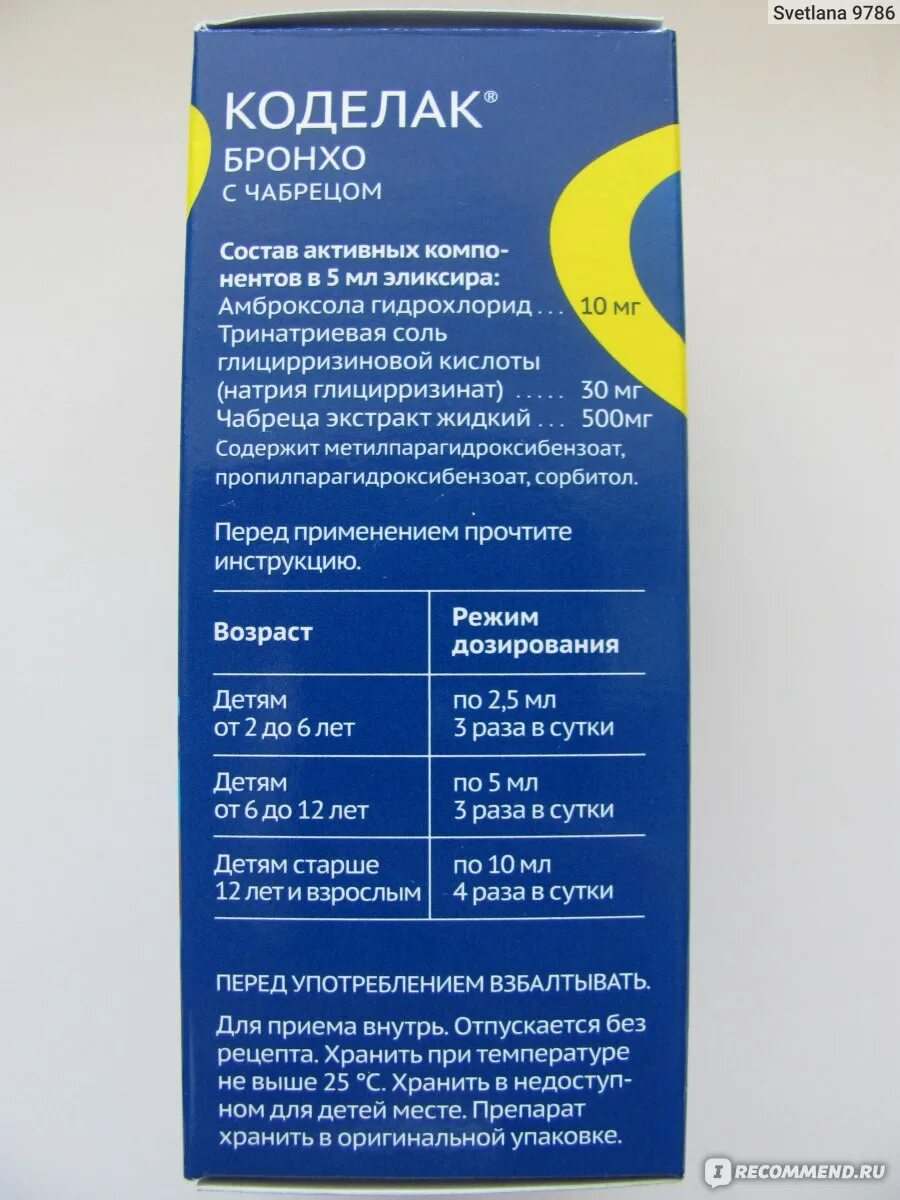 Svetlana 9786
КОДЕЛАК®
БРОНХО
С ЧАБРЕЦОМ
Состав активных компо-
нентов в 5 мл эликсира:
Амброксола гидрохлорид ... 10 мг
Тринатриевая соль
глицирризиновой кислоты
(натрия глицирризинат) ..... 30 мг
Чабреца экстракт жидкий ... 500мг
Содержит метилпарагидроксибензоат,
пропилпарагидроксибензоат, сорбитол.
Перед применением прочтите
инструкцию.
Возраст
Режим
дозирования
Детям
от 2 до 6 лет
по 2,5 мл
3 раза в сутки
Детям
от 6 до 12 лет
по 5 мл
3 раза в сутки
Детям старше
12 лет и взрослым
по 10 мл
4 раза в сутки
ПЕРЕД УПОТРЕБЛЕНИЕМ ВЗБАЛТЫВАТЬ.
Для приема внутрь. Отпускается без
рецепта. Хранить при температуре
не выше 25 °С. Хранить в недоступ-
ном для детей месте. Препарат
хранить в оригинальной упаковке.
I RECOMMEND.RU